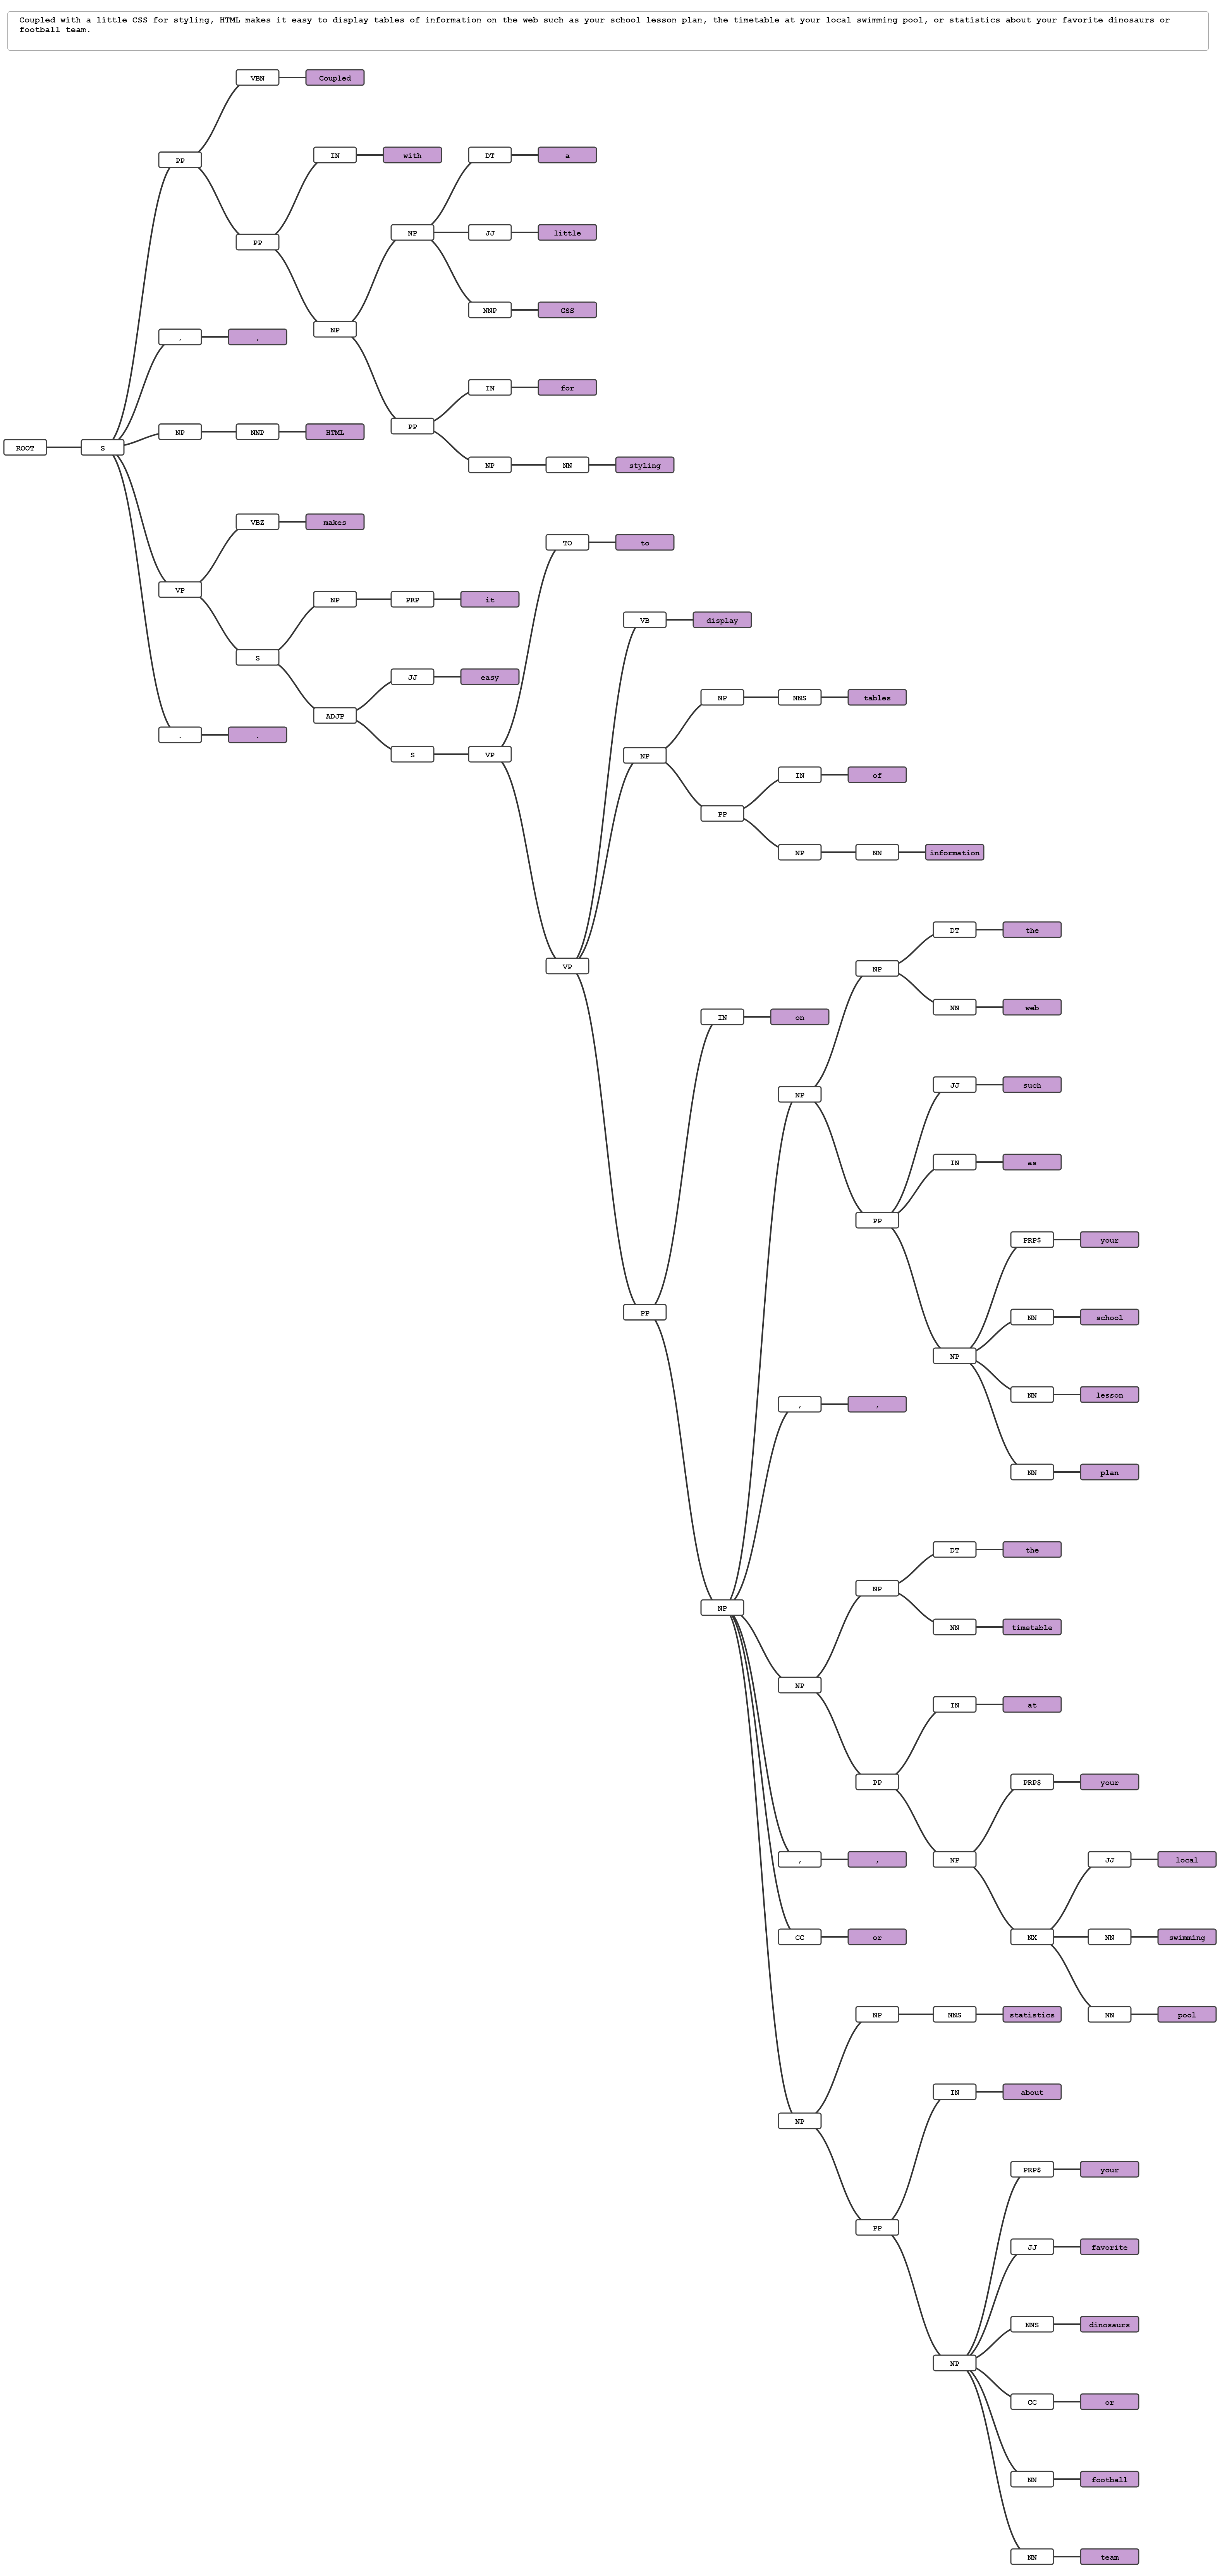 Coupled with a little CSS for styling, HTML makes it easy to display tables of information on the web such as your school lesson plan, the timetable at your local swimming pool, or statistics about your favorite dinosaurs or
football team.
VBN Coupled
IN with DT a
PP
NP JJ little
PP
NNP CSS
NP
, ,
IN for
PP
NP NNP HTML
ROOT S
NP NN styling
VBZ makes
TO to
VP
NP PRP it
VB display
S
JJ easy
NP NNS tables
ADJP
. .
S VP
NP
IN of
PP
NP NN information
DT the
NP
VP
NN web
IN on
JJ such
NP
IN as
PP
PRP$ your
PP
NN school
NP
NN lesson
, ,
NN plan
DT the
NP
NP
NN timetable
NP
IN at
PP
PRP$ your
, ,
NP
JJ local
CC or
NX NN swimming
NP NNS statistics
NN pool
IN about
NP
PRP$ your
PP
JJ favorite
NNS dinosaurs
NP
CC or
NN football
NN team